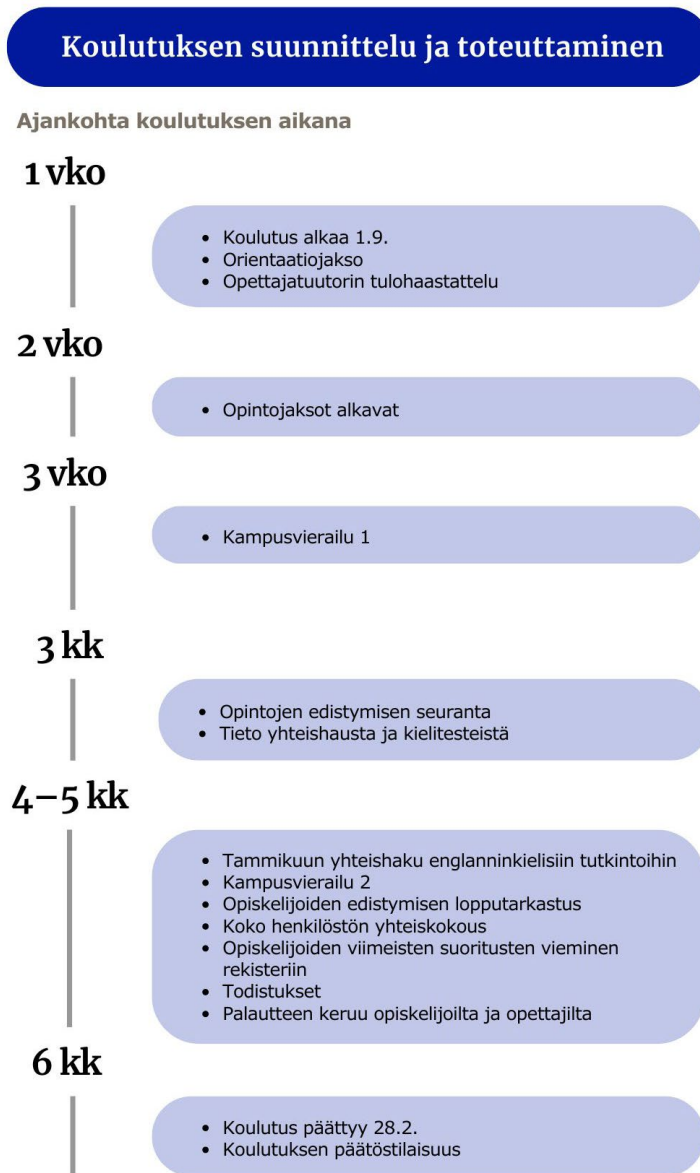 Koulutuksen suunnittelu ja toteuttaminen
Ajankohta koulutuksen aikana
1 vko
• Koulutus alkaa 1.9.
• Orientaatiojakso
• Opettajatuutorin tulohaastattelu
2 vko
• Opintojaksot alkavat
3 vko
• Kampusvierailu 1
3 kk
• Opintojen edistymisen seuranta
• Tieto yhteishausta ja kielitesteistä
4–5 kk
• Tammikuun yhteishaku englanninkielisiin tutkintoihin
• Kampusvierailu 2
• Opiskelijoiden edistymisen lopputarkastus
• Koko henkilöstön yhteiskokous
• Opiskelijoiden viimeisten suoritusten vieminen
rekisteriin
• Todistukset
• Palautteen keruu opiskelijoilta ja opettajilta
6 kk
• Koulutus päättyy 28.2.
• Koulutuksen päätöstilaisuus